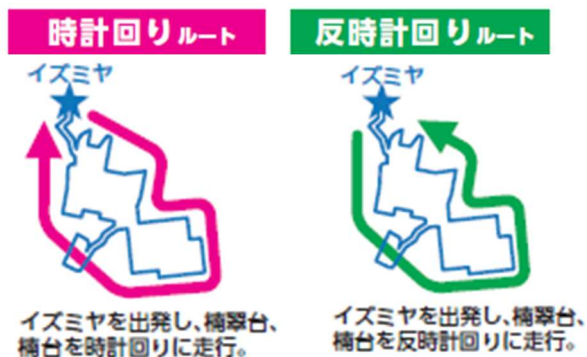 時計回りルート
反時計回りルート
イズミヤ
イズミヤ
イズミヤを出発し、楠翠台、
楠台を時計回りに走行。
イズミヤを出発し、楠翠台、
楠台を反時計回りに走行。